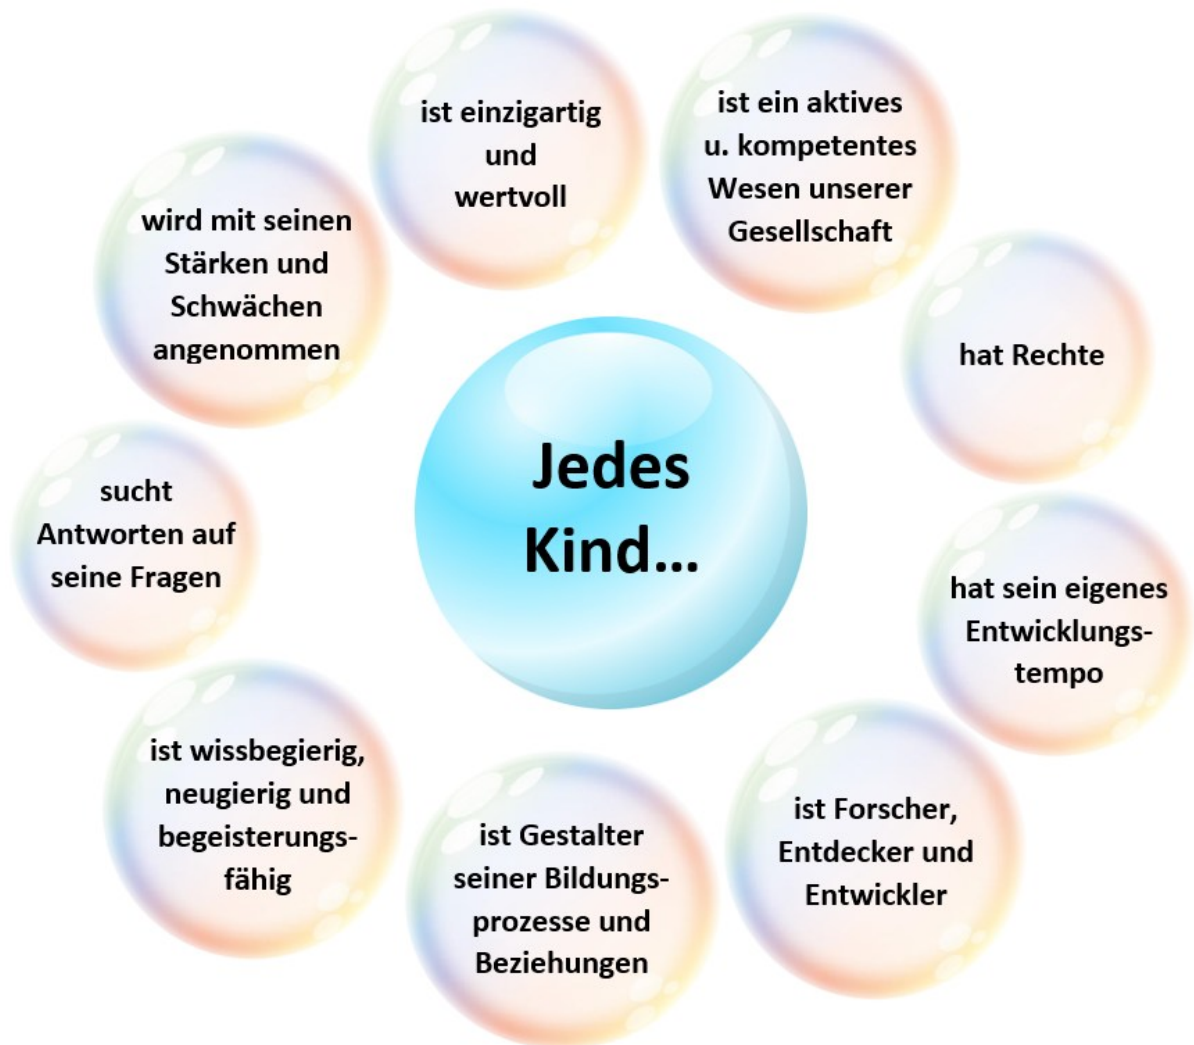 ist einzigartig
und
wertvoll
ist ein aktives
u. kompetentes
Wesen unserer
Gesellschaft
wird mit seinen
Stärken und
Schwächen
angenommen
hat Rechte
Jedes
Kind...
sucht
Antworten auf
seine Fragen
hat sein eigenes
Entwicklungs-
tempo
ist wissbegierig,
neugierig und
begeisterungs-
fähig
ist Gestalter
seiner Bildungs-
prozesse und
Beziehungen
ist Forscher,
Entdecker und
Entwickler